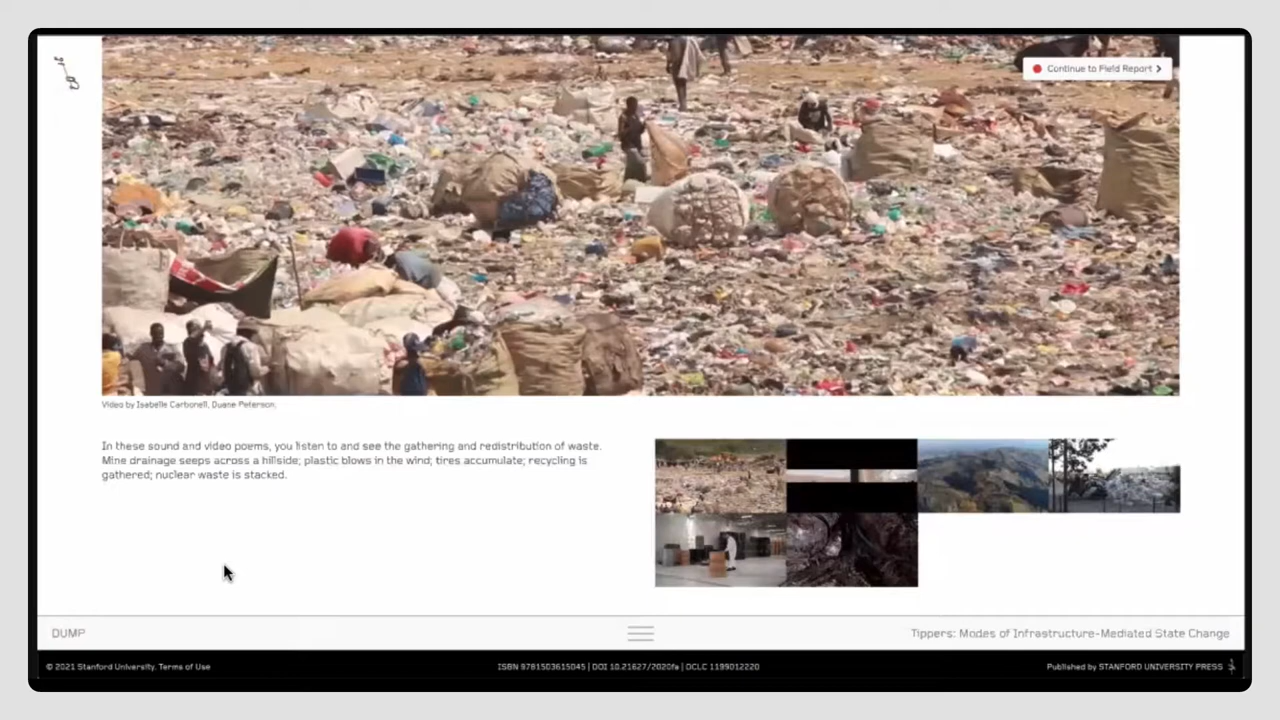 Continue to Field Report >
Video by Isabelle Carbonell, Duane Peterson.
In these sound and video poems, you listen to and see the gathering and redistribution of waste.
Mine drainage seeps across a hillside; plastic blows in the wind; tires accumulate; recycling is
gathered; nuclear waste is stacked.
DUMP
Tippers: Modes of Infrastructure-Mediated State Change
© 2021 Stanford University. Terms of Use
ISBN 9781503615045 | DOI 10.21627/2020fa | OCLC 1199012220
Published by STANFORD UNIVERSITY PRESS